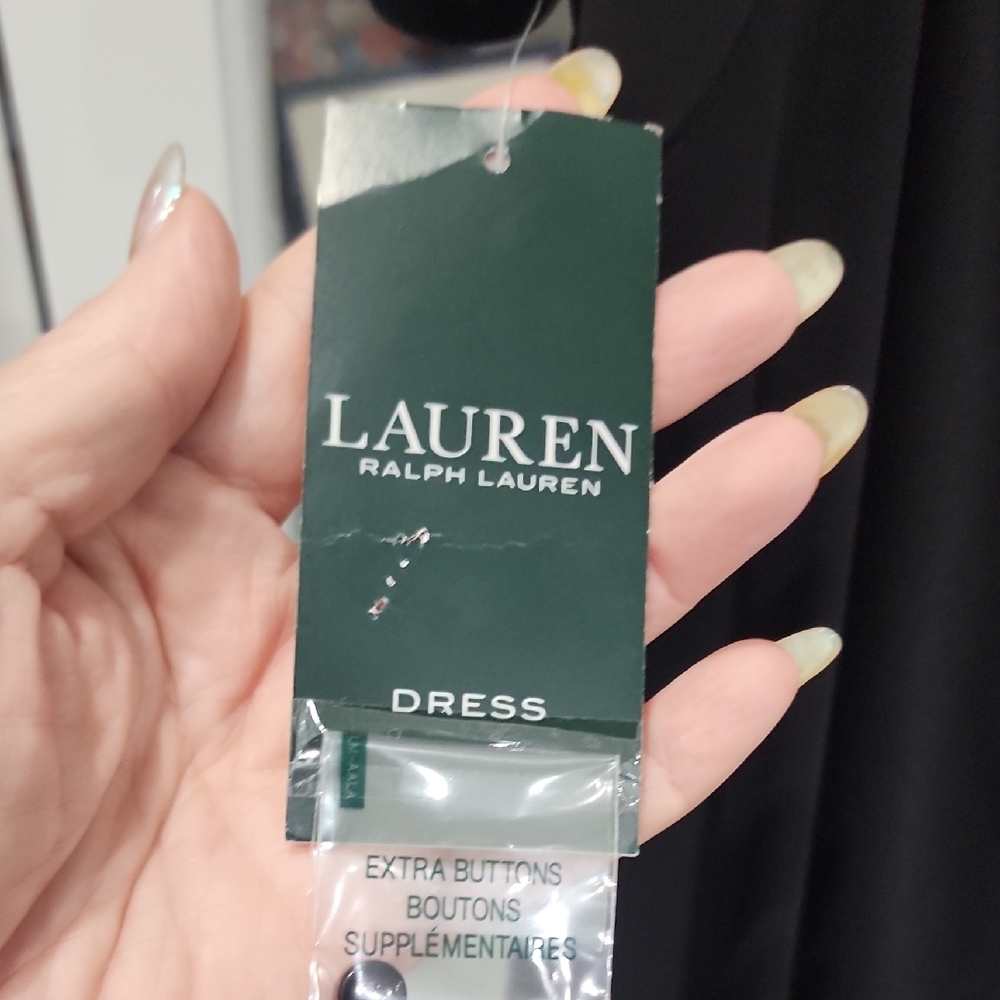 LAUREN
RALPH LAUREN
DRESS
EXTRA BUTTONS
BOUTONS
SUPPLÉMENTAIRES